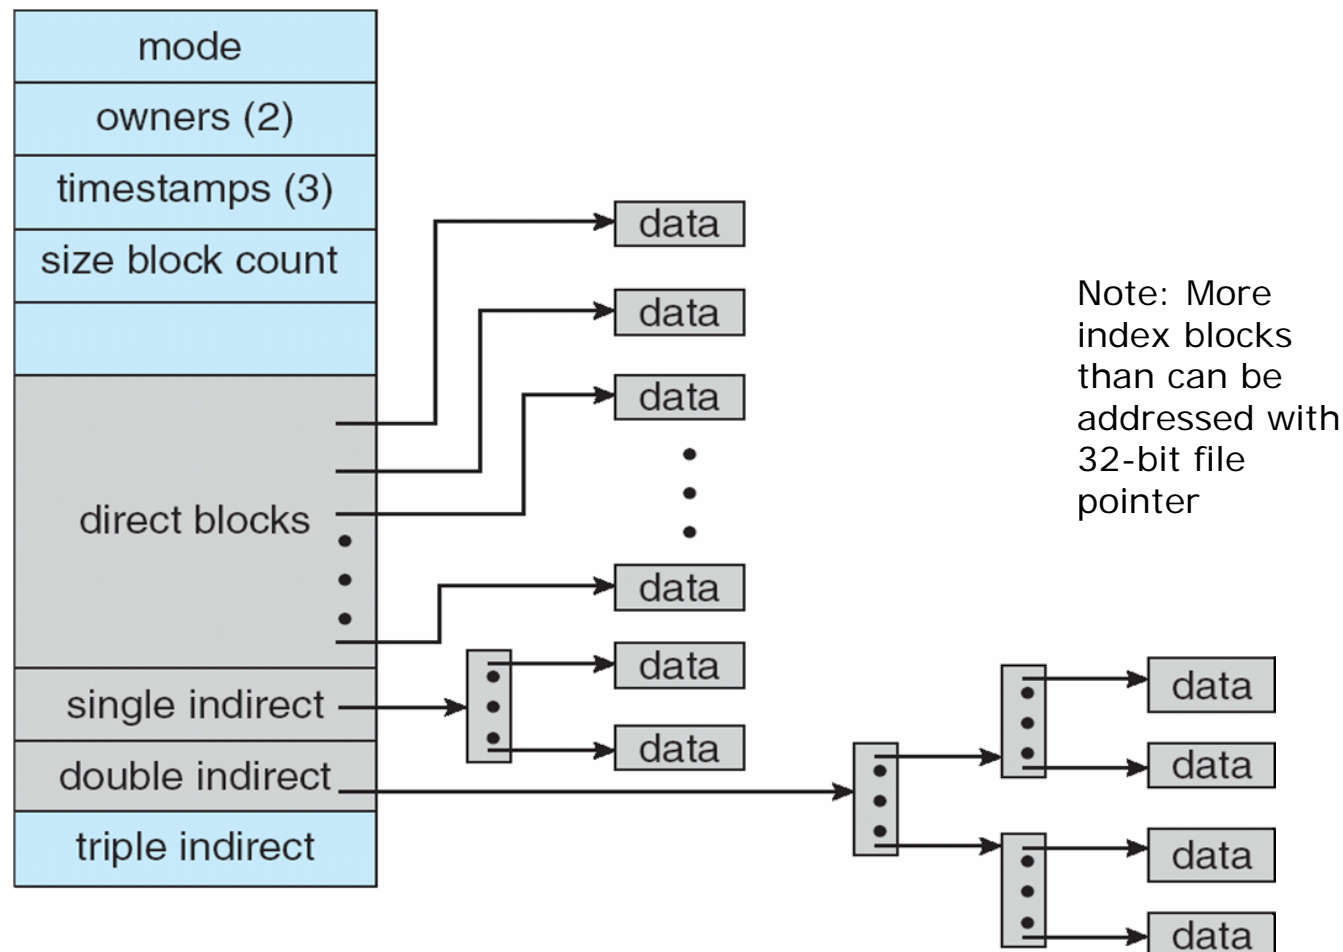 mode
owners (2)
timestamps (3)
size block count
direct blocks
single indirect
double indirect
triple indirect
data
data
data
data
data
data
data
data
data
data
Note: More
index blocks
than can be
addressed with
32-bit file
pointer